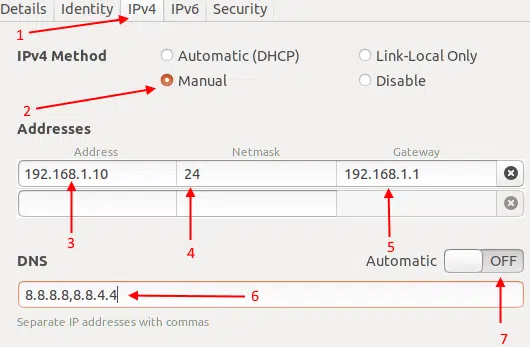 Details Identity IPv4 IPv6 Security
1
IPv4 Method Automatic (DHCP) Link-Local Only
2 Manual Disable
Addresses
Address Netmask Gateway
192.168.1.10 24 192.168.1.1
3 4 5
DNS Automatic OFF
8.8.8.8,8.8.4.4 6
Separate IP addresses with commas 7